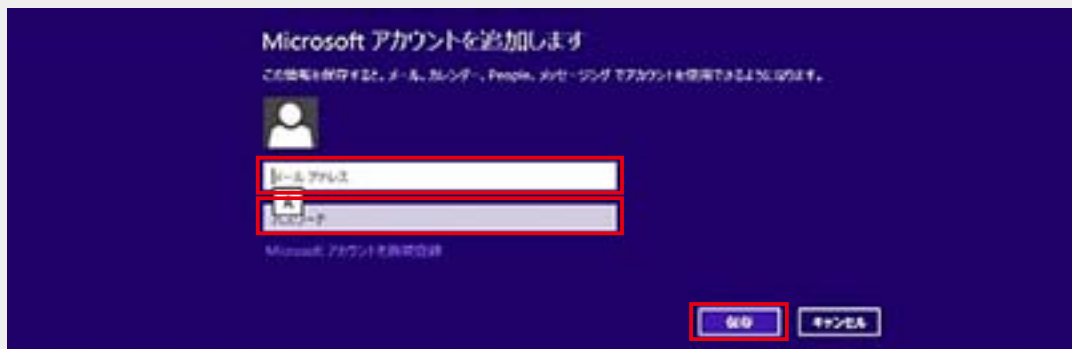 Microsoft アカウントを追加します
この情報を保存すると、メール、カレンダー、People、メッセージング でアカウントを使用できるようになります。
メール アドレス
A
パスワード
Microsoft アカウントを新規登録
保存
キャンセル